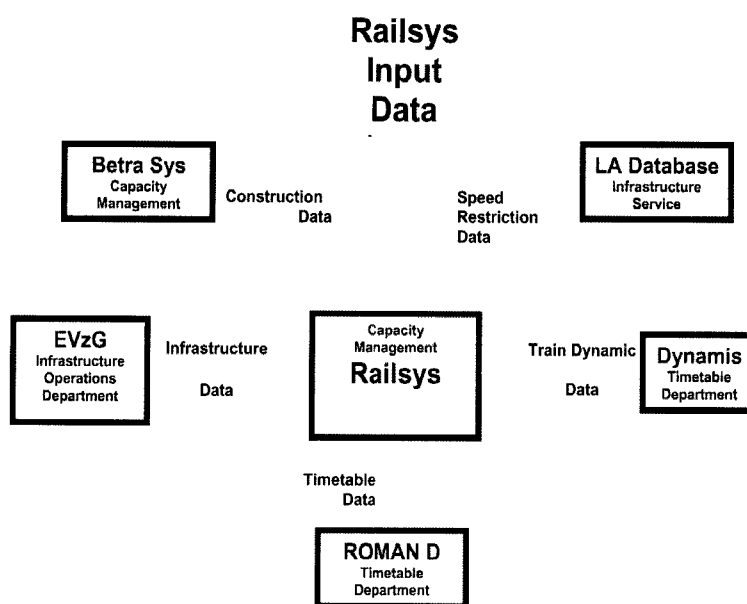 Railsys
Input
Data
Betra Sys
Capacity
Management
Construction
Data
Speed
Restriction
Data
LA Database
Infrastructure
Service
EVzG
Infrastructure
Operations
Department
Infrastructure
Data
Capacity
Management
Railsys
Train Dynamic
Data
Dynamis
Timetable
Department
Timetable
Data
ROMAN D
Timetable
Department